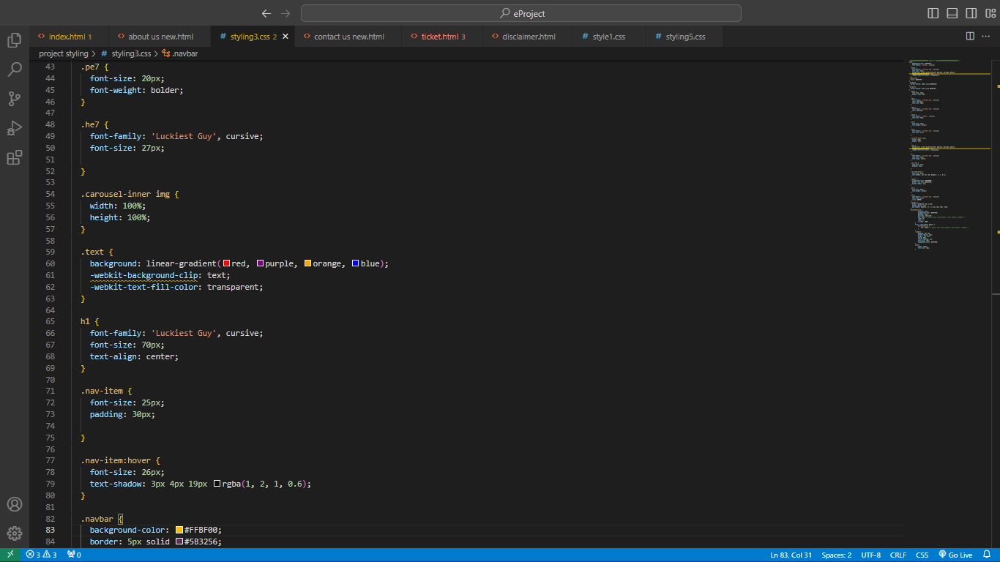 eProject
index.html 1 about us new.html styling3.css 2 contact us new.html ticket.html 3 disclaimer.html style1.css styling5.css
project styling > # styling3.css > .navbar
43 .pe7 {
44 font-size: 20px;
45 font-weight: bolder;
46 }
47
48 .he7 {
49 font-family: 'Luckiest Guy', cursive;
50 font-size: 27px;
51
52 }
53
54 .carousel-inner img {
55 width: 100%;
56 height: 100%;
57 }
58
59 .text {
60 background: linear-gradient(red, purple, orange, blue);
61 -webkit-background-clip: text;
62 -webkit-text-fill-color: transparent;
63 }
64
65 h1 {
66 font-family: 'Luckiest Guy', cursive;
67 font-size: 70px;
68 text-align: center;
69 }
70
71 .nav-item {
72 font-size: 25px;
73 padding: 30px;
74
75 }
76
77 .nav-item:hover {
78 font-size: 26px;
79 text-shadow: 3px 4px 19px rgba(1, 2, 1, 0.6);
80 }
81
82 .navbar {
83 background-color: #FFBF00;
84 border: 5px solid #5B3256;
3 3 0 Ln 83, Col 31 Spaces: 2 UTF-8 CRLF CSS Go Live